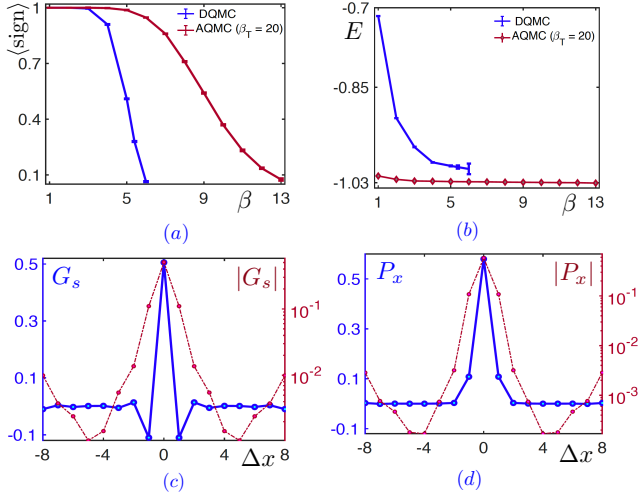 ⟨sign⟩
1
0.7
0.4
0.1
1 5 9 13
β
DQMC
AQMC (β_T = 20)
(a)
E
-0.7
-0.85
-1.03
1 3 5 7 9 11 13
β
DQMC
AQMC (β_T = 20)
(b)
G_s
|G_s|
0.5
0.3
0.1
-0.1
10^-1
10^-2
-8 -4 0 4 8
Δx
(c)
P_x
|P_x|
0.5
0.3
0.1
-0.1
10^-1
10^-2
10^-3
-8 -4 0 4 8
Δx
(d)